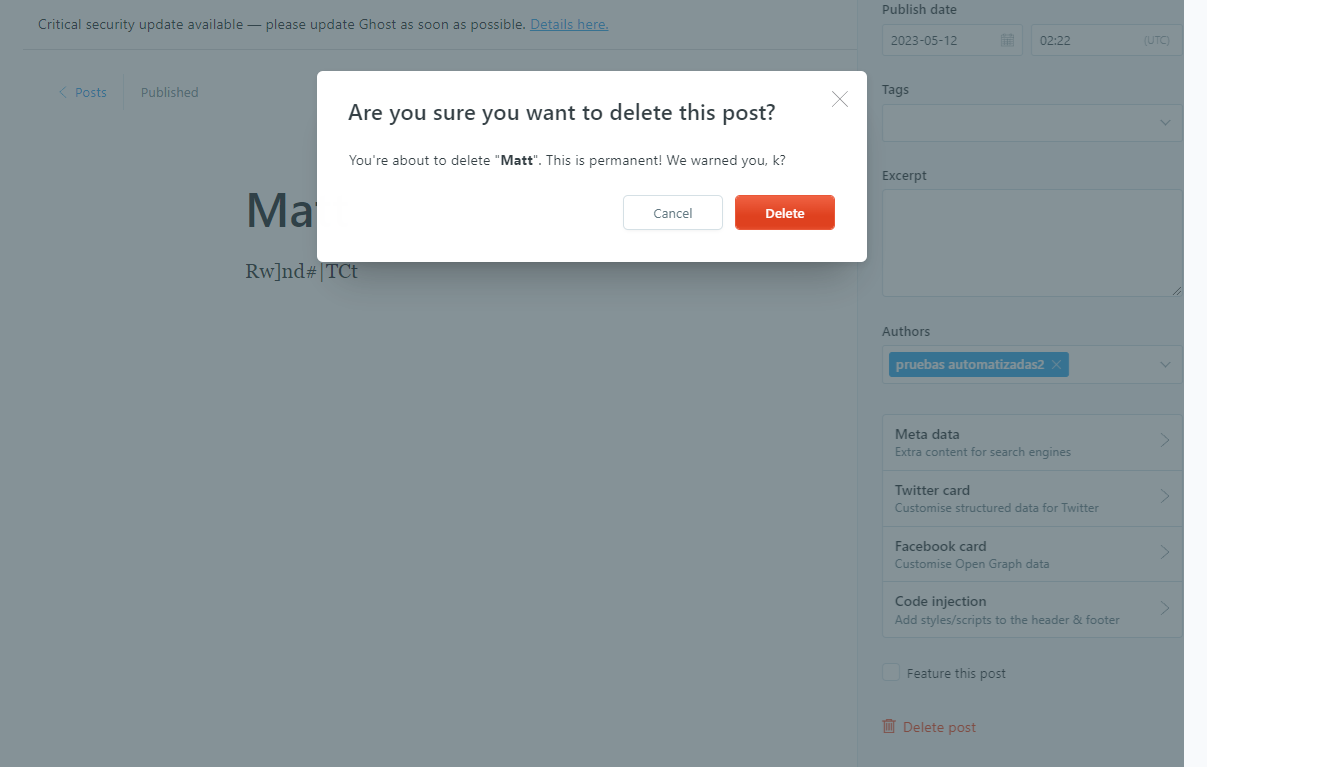 Critical security update available — please update Ghost as soon as possible. Details here.
Posts
Published
Are you sure you want to delete this post?
You're about to delete "Matt". This is permanent! We warned you, k?
Cancel
Delete
Rw]nd#|TCt
Publish date
2023-05-12
02:22
(UTC)
Tags
Excerpt
Authors
pruebas automatizadas2
Meta data
Extra content for search engines
Twitter card
Customise structured data for Twitter
Facebook card
Customise Open Graph data
Code injection
Add styles/scripts to the header & footer
Feature this post
Delete post